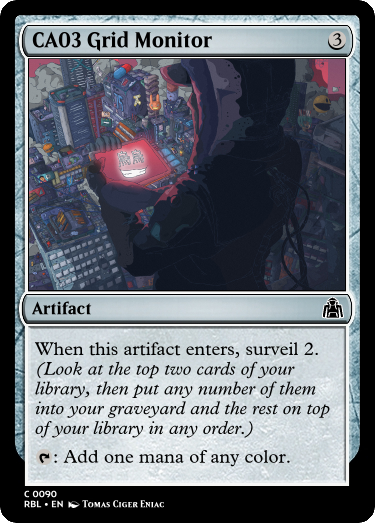 CA03 Grid Monitor 3
Artifact
When this artifact enters, surveil 2.
(Look at the top two cards of your
library, then put any number of them
into your graveyard and the rest on top
of your library in any order.)
: Add one mana of any color.
C 0090
RBL • EN Tomas Ciger Eniac